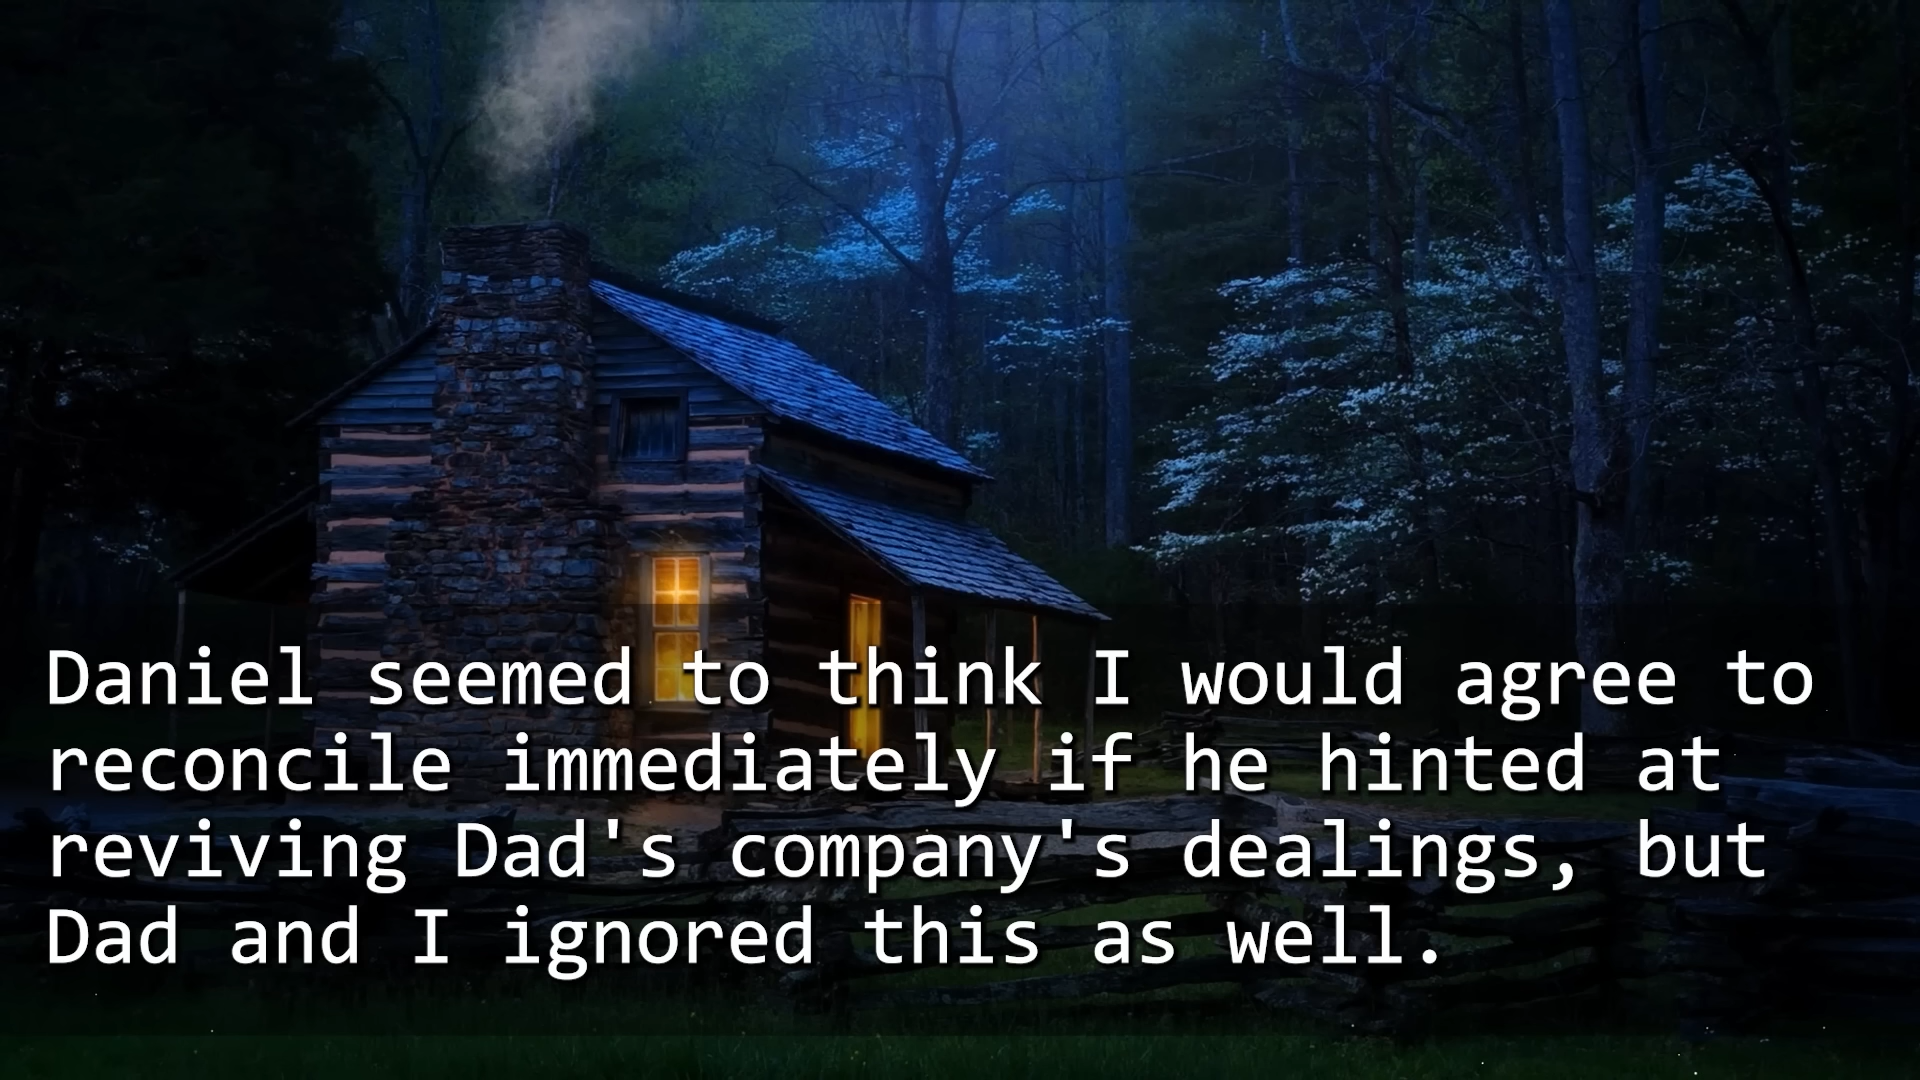 Daniel seemed to think I would agree to
reconcile immediately if he hinted at
reviving Dad's company's dealings, but
Dad and I ignored this as well.